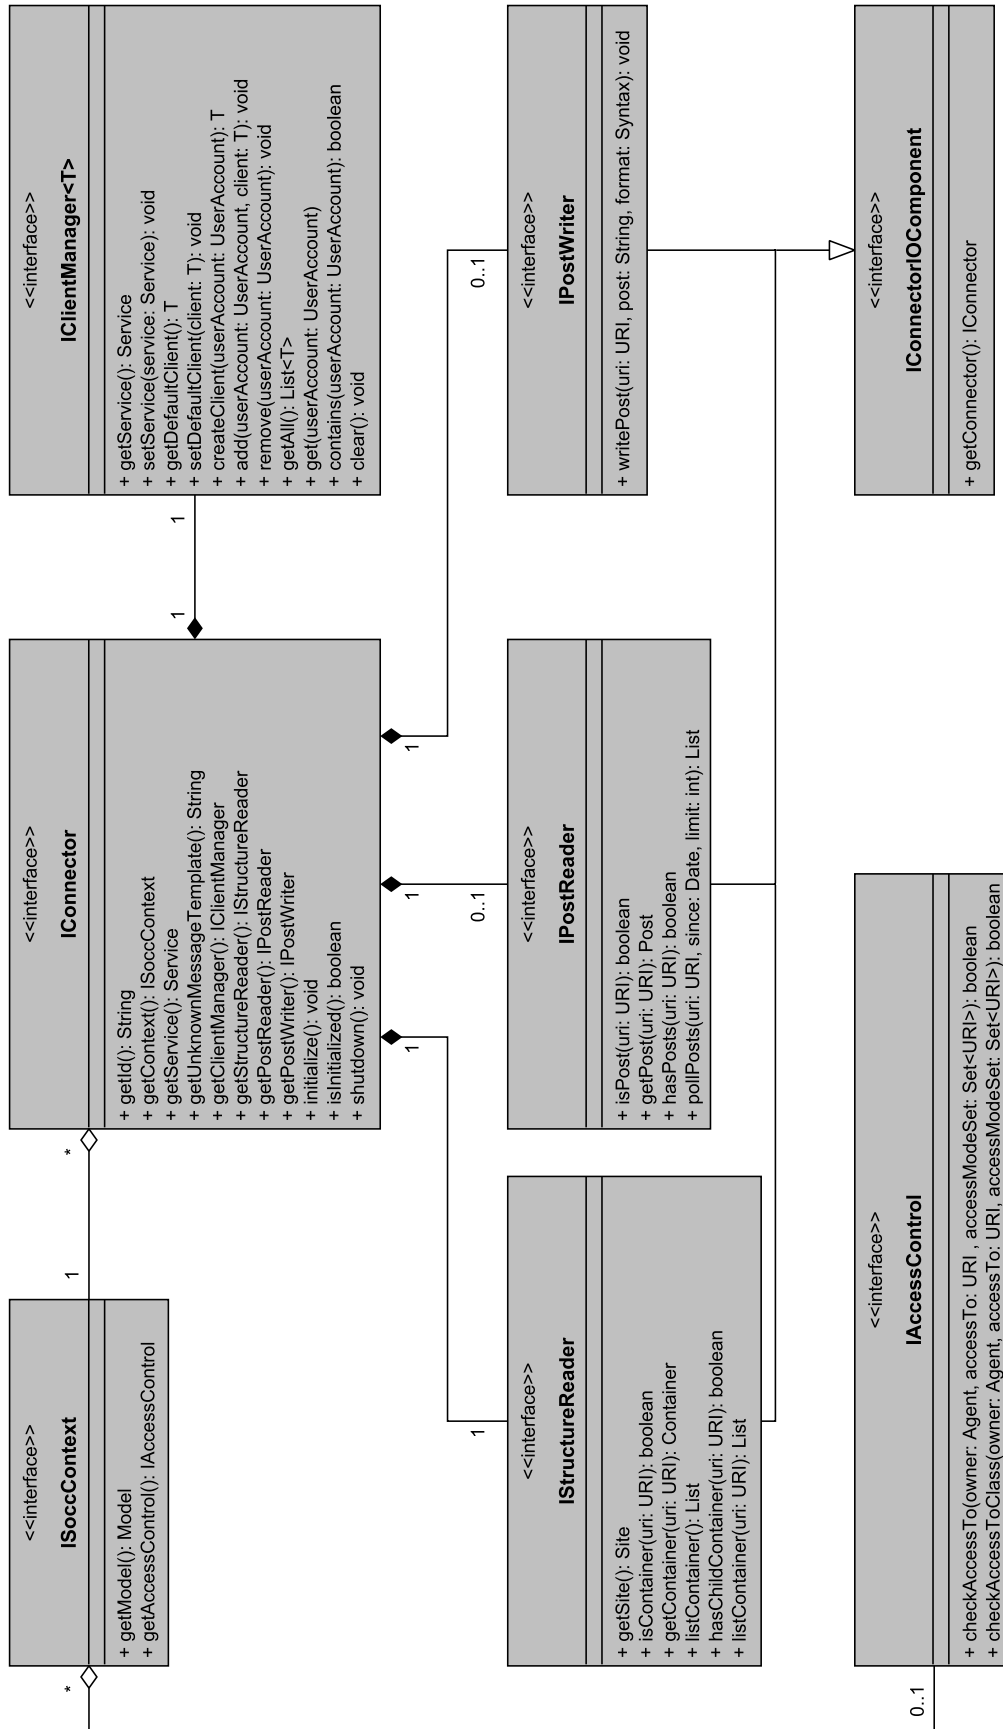 <<interface>>
ISoccContext
+ getModel(): Model
+ getAccessControl(): IAccessControl
*
1
*
<<interface>>
IConnector
+ getId(): String
+ getContext(): ISoccContext
+ getService(): Service
+ getUnknownMessageTemplate(): String
+ getClientManager(): IClientManager
+ getStructureReader(): IStructureReader
+ getPostReader(): IPostReader
+ getPostWriter(): IPostWriter
+ initialize(): void
+ isInitialized(): boolean
+ shutdown(): void
1
1
<<interface>>
IClientManager<T>
+ getService(): Service
+ setService(service: Service): void
+ getDefaultClient(): T
+ setDefaultClient(client: T): void
+ createClient(userAccount: UserAccount): T
+ add(userAccount: UserAccount, client: T): void
+ remove(userAccount: UserAccount): void
+ getAll(): List<T>
+ get(userAccount: UserAccount)
+ contains(userAccount: UserAccount): boolean
+ clear(): void
1
1
1
1
0..1
0..1
<<interface>>
IStructureReader
+ getSite(): Site
+ isContainer(uri: URI): boolean
+ getContainer(uri: URI): Container
+ listContainer(): List
+ hasChildContainer(uri: URI): boolean
+ listContainer(uri: URI): List
<<interface>>
IPostReader
+ isPost(uri: URI): boolean
+ getPost(uri: URI): Post
+ hasPosts(uri: URI): boolean
+ pollPosts(uri: URI, since: Date, limit: int): List
<<interface>>
IPostWriter
+ writePost(uri: URI, post: String, format: Syntax): void
0..1
<<interface>>
IAccessControl
+ checkAccessTo(owner: Agent, accessTo: URI , accessModeSet: Set<URI>): boolean
+ checkAccessToClass(owner: Agent, accessTo: URI, accessModeSet: Set<URI>): boolean
<<interface>>
IConnectorIOComponent
+ getConnector(): IConnector